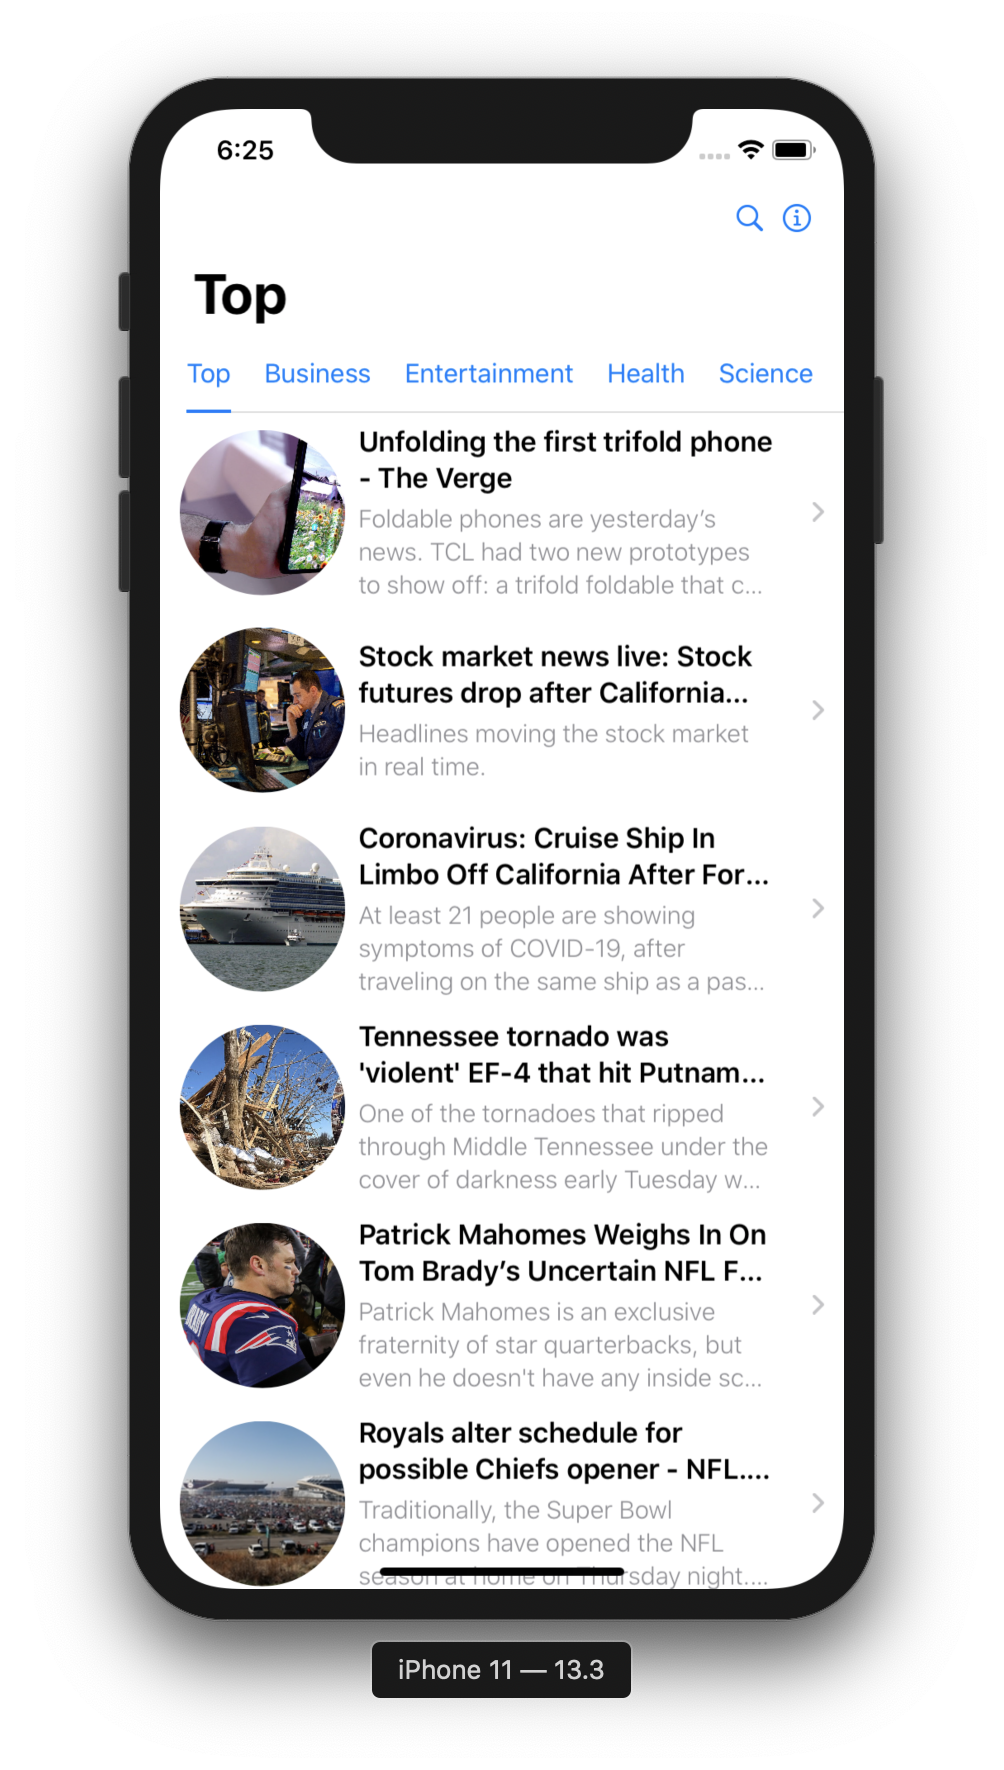 6:25
Top
Top Business Entertainment Health Science
Unfolding the first trifold phone
- The Verge
Foldable phones are yesterday’s
news. TCL had two new prototypes
to show off: a trifold foldable that c...
Stock market news live: Stock
futures drop after California...
Headlines moving the stock market
in real time.
Coronavirus: Cruise Ship In
Limbo Off California After For...
At least 21 people are showing
symptoms of COVID-19, after
traveling on the same ship as a pas...
Tennessee tornado was
'violent' EF-4 that hit Putnam...
One of the tornadoes that ripped
through Middle Tennessee under the
cover of darkness early Tuesday w...
Patrick Mahomes Weighs In On
Tom Brady’s Uncertain NFL F...
Patrick Mahomes is an exclusive
fraternity of star quarterbacks, but
even he doesn't have any inside sc...
BRADY
Royals alter schedule for
possible Chiefs opener - NFL....
Traditionally, the Super Bowl
champions have opened the NFL
season at home on Thursday night....
iPhone 11 — 13.3